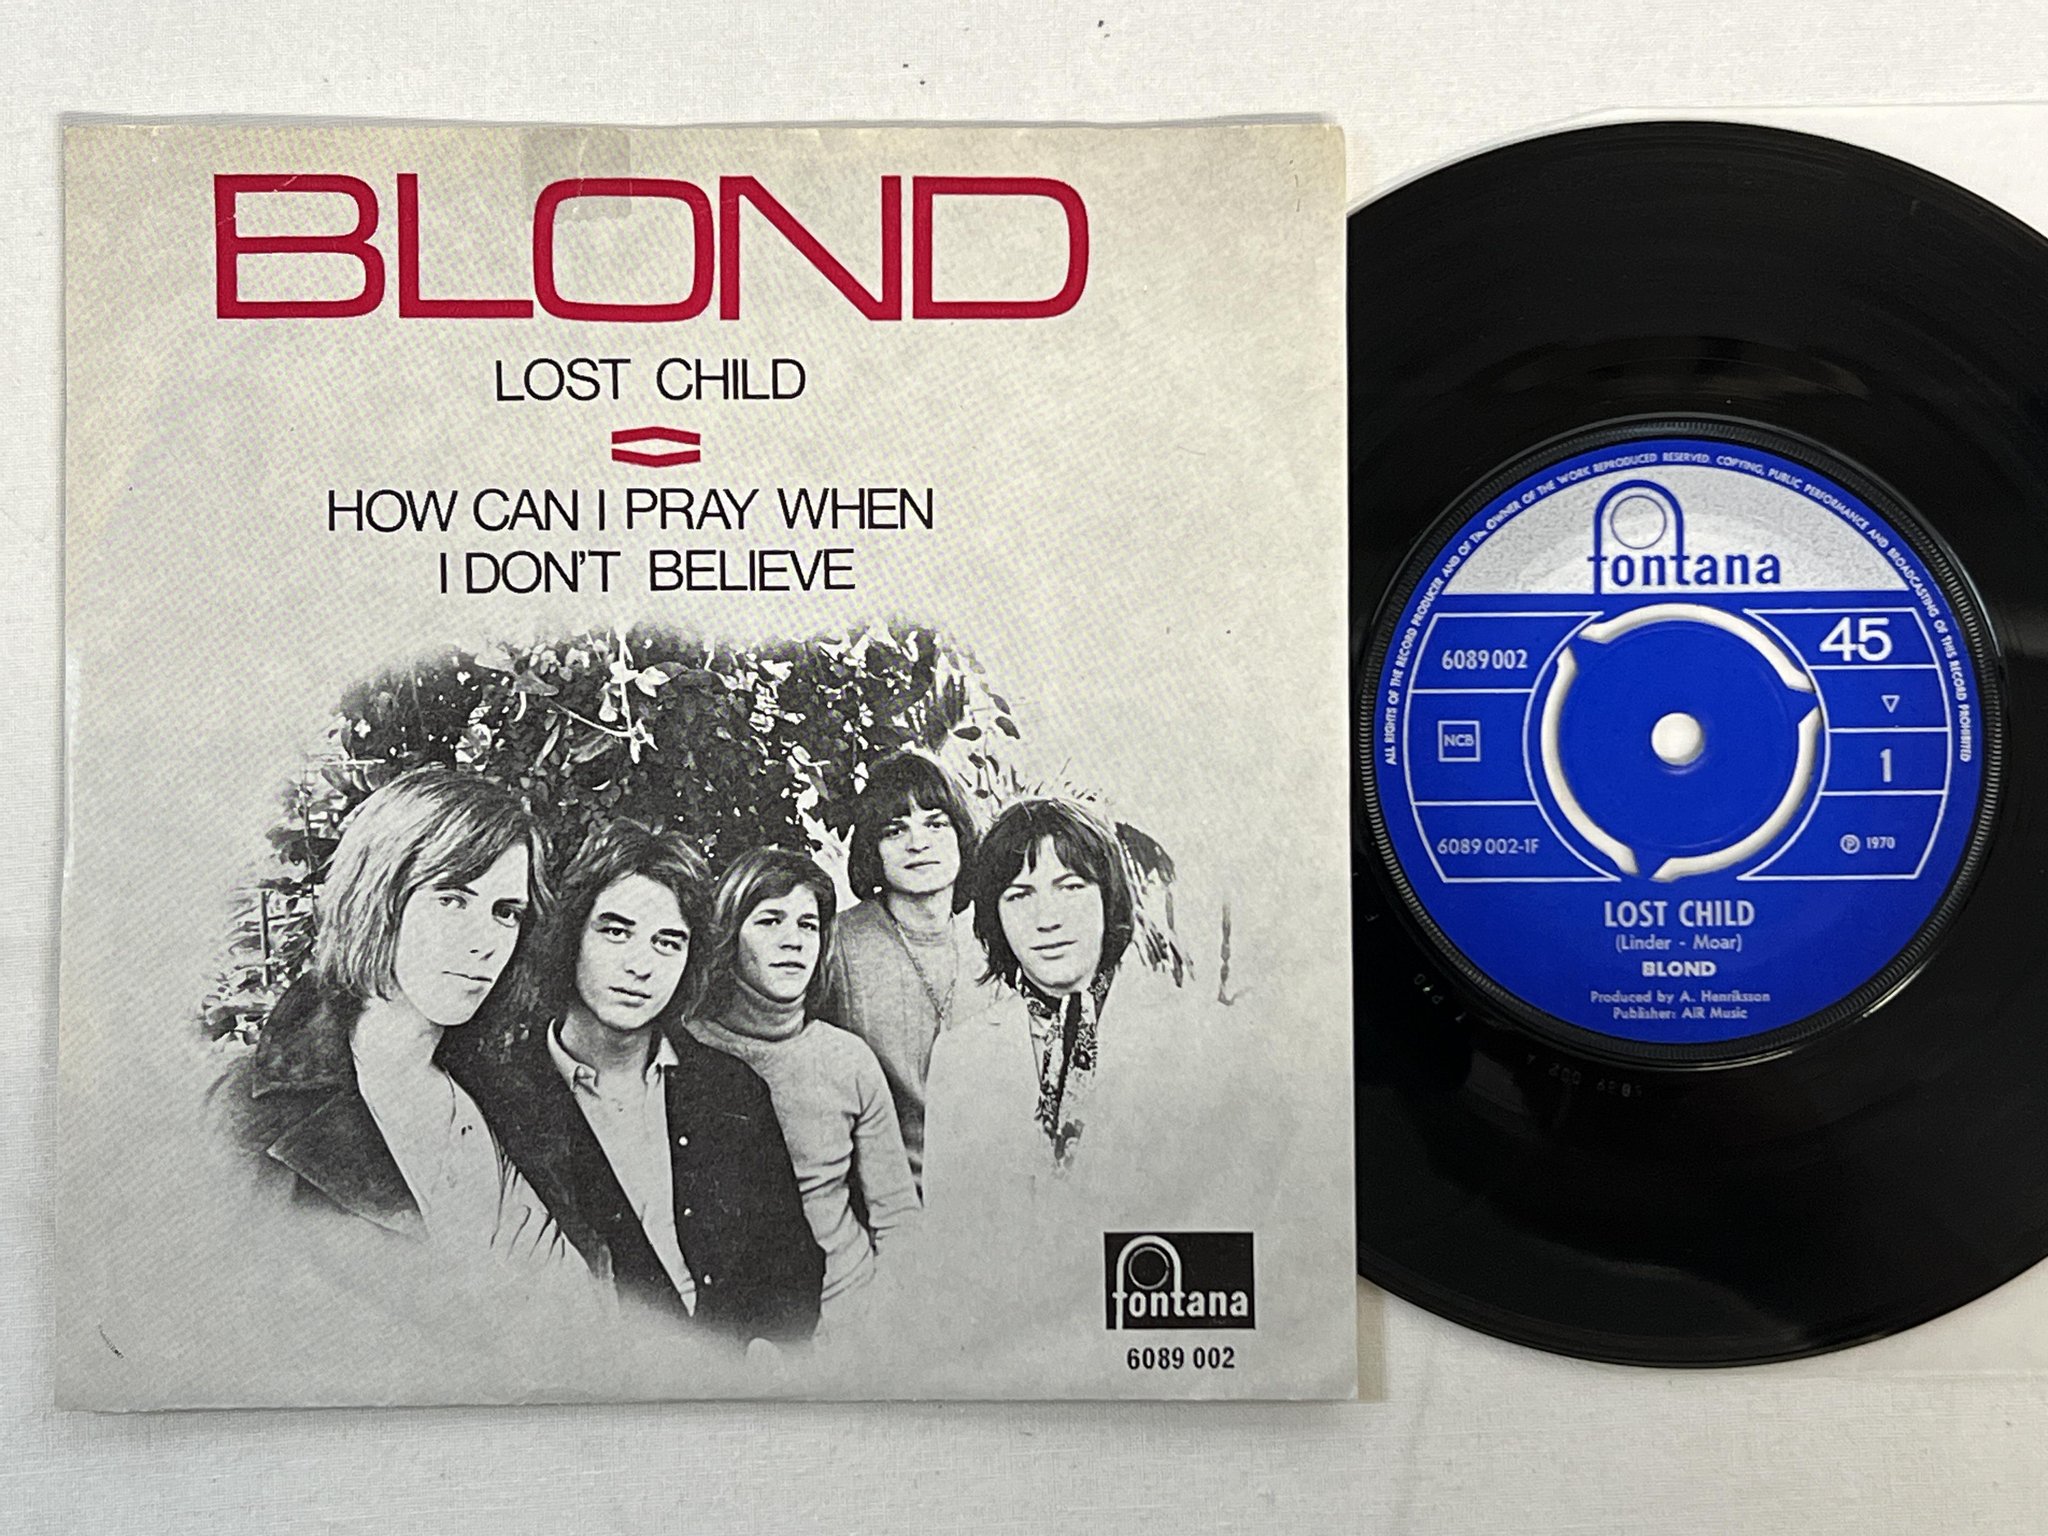 BLOND
LOST CHILD
HOW CAN I PRAY WHEN
I DON'T BELIEVE
fontana
6089 002
ALL RIGHTS OF THE RECORD PRODUCER AND OF THE OWNER OF THE WORK REPRODUCED RESERVED. COPYING, PUBLIC PERFORMANCE AND BROADCASTING OF THIS RECORD PROHIBITED
fontana
6089 002
45
NCB
1
6089 002-1F
℗ 1970
LOST CHILD
(Linder - Moar)
BLOND
Produced by A. Henriksson
Publisher: AIR Music